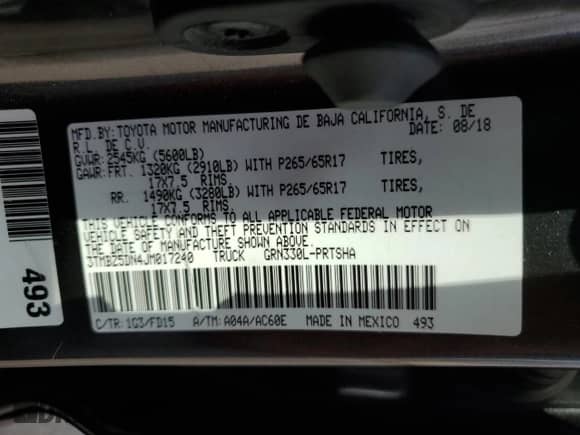 MFD.BY:TOYOTA MOTOR MANUFACTURING DE BAJA CALIFORNIA, S. DE
R.L. DE C.V. DATE: 08/18
GVWR:2545KG (5600LB)
GAWR:FRT. 1320KG (2910LB) WITH P265/65R17 TIRES,
17X7.5 RIMS
RR. 1490KG (3280LB) WITH P265/65R17 TIRES,
17X7.5 RIMS
THIS VEHICLE CONFORMS TO ALL APPLICABLE FEDERAL MOTOR
VEHICLE SAFETY AND THEFT PREVENTION STANDARDS IN EFFECT ON
THE DATE OF MANUFACTURE SHOWN ABOVE.
3TMBZ5DN4JM017240 TRUCK GRN330L-PRTSHA
C/TR:1G3/FD15 A/TM:A04A/AC60E MADE IN MEXICO 493
493